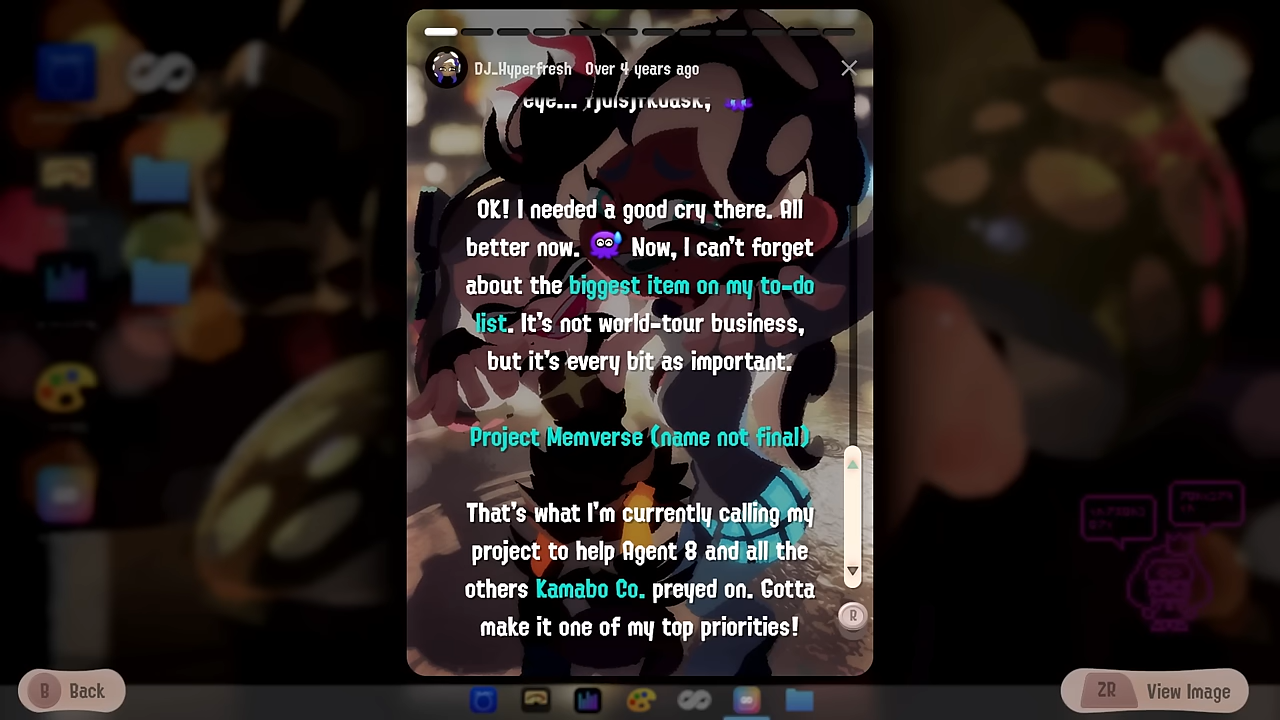 DJ_Hyperfresh Over 4 years ago
eye... fjdlsjfkdask;
OK! I needed a good cry there. All
better now. Now, I can't forget
about the biggest item on my to-do
list. It's not world-tour business,
but it's every bit as important.
Project Memverse (name not final)
That's what I'm currently calling my
project to help Agent 8 and all the
others Kamabo Co. preyed on. Gotta
make it one of my top priorities!
R
B Back
ZR View Image